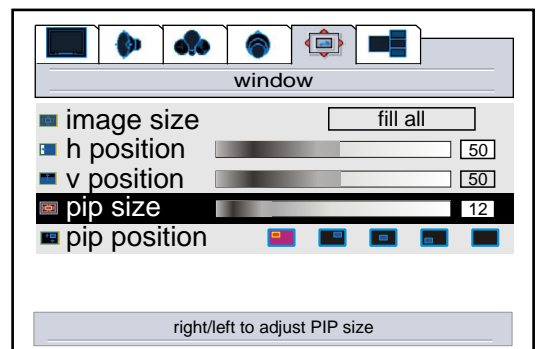 window
image size fill all
h position 50
v position 50
pip size 12
pip position
right/left to adjust PIP size